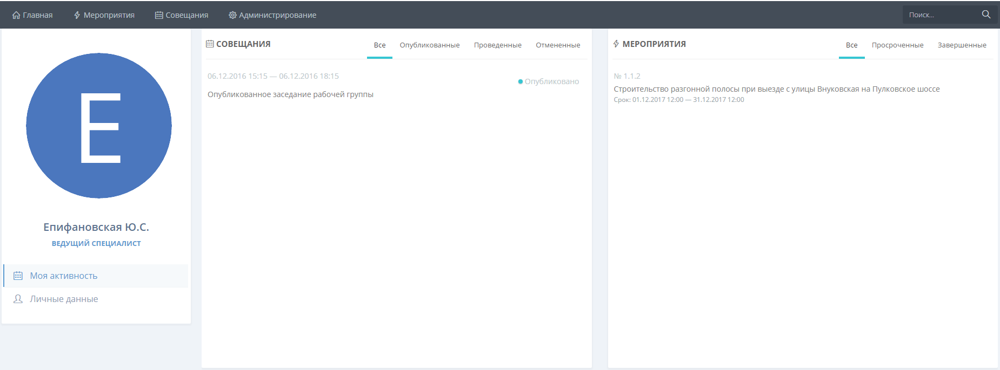 Главная Мероприятия Совещания Администрирование Поиск...
Е
Епифановская Ю.С.
ВЕДУЩИЙ СПЕЦИАЛИСТ
Моя активность
Личные данные
СОВЕЩАНИЯ Все Опубликованные Проведенные Отмененные
06.12.2016 15:15 — 06.12.2016 18:15
Опубликовано
Опубликованное заседание рабочей группы
МЕРОПРИЯТИЯ Все Просроченные Завершенные
№ 1.1.2
Строительство разгонной полосы при выезде с улицы Внуковская на Пулковское шоссе
Срок: 01.12.2017 12:00 — 31.12.2017 12:00